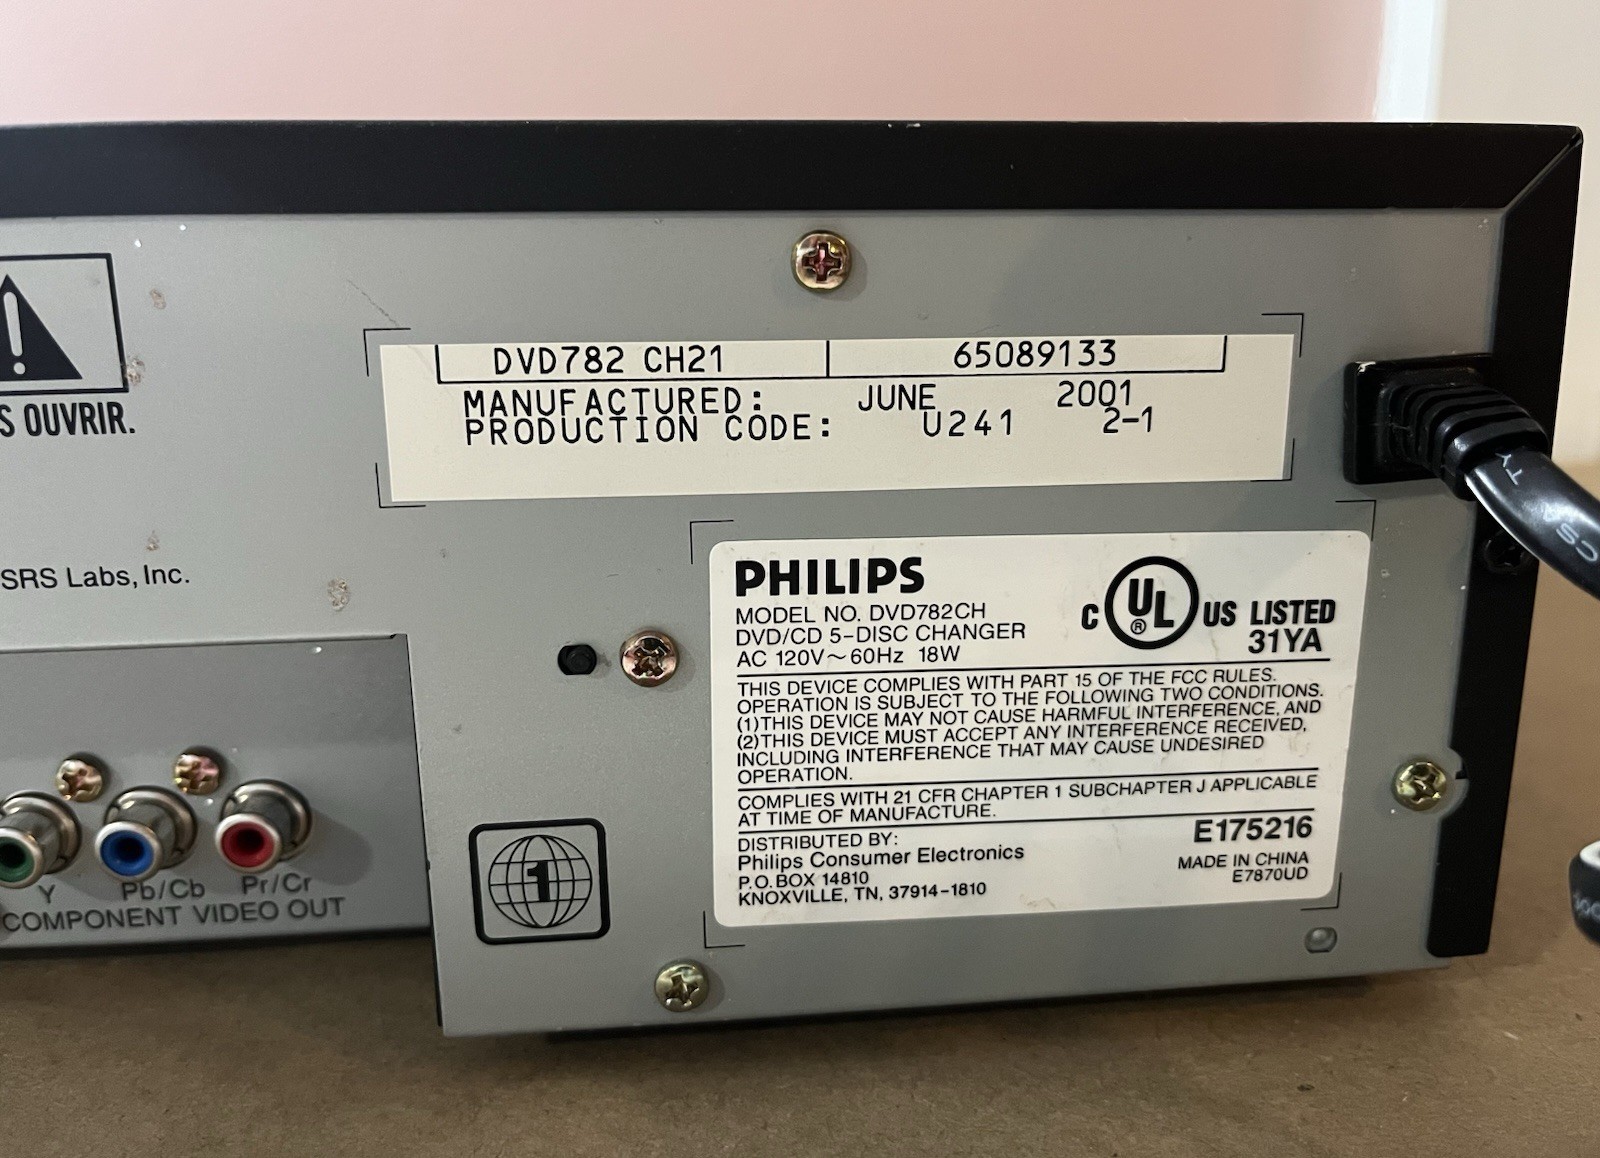 S OUVRIR.
SRS Labs, Inc.
Y Pb/Cb Pr/Cr
COMPONENT VIDEO OUT
DVD782 CH21 65089133
MANUFACTURED: JUNE 2001
PRODUCTION CODE: U241 2-1
1
PHILIPS
MODEL NO. DVD782CH
DVD/CD 5-DISC CHANGER
AC 120V~60Hz 18W
C UL ® US LISTED
31YA
THIS DEVICE COMPLIES WITH PART 15 OF THE FCC RULES.
OPERATION IS SUBJECT TO THE FOLLOWING TWO CONDITIONS.
(1)THIS DEVICE MAY NOT CAUSE HARMFUL INTERFERENCE, AND
(2)THIS DEVICE MUST ACCEPT ANY INTERFERENCE RECEIVED,
INCLUDING INTERFERENCE THAT MAY CAUSE UNDESIRED
OPERATION.
COMPLIES WITH 21 CFR CHAPTER 1 SUBCHAPTER J APPLICABLE
AT TIME OF MANUFACTURE.
DISTRIBUTED BY:
Philips Consumer Electronics
P.O. BOX 14810
KNOXVILLE, TN, 37914-1810
E175216
MADE IN CHINA
E7870UD
TY CSA